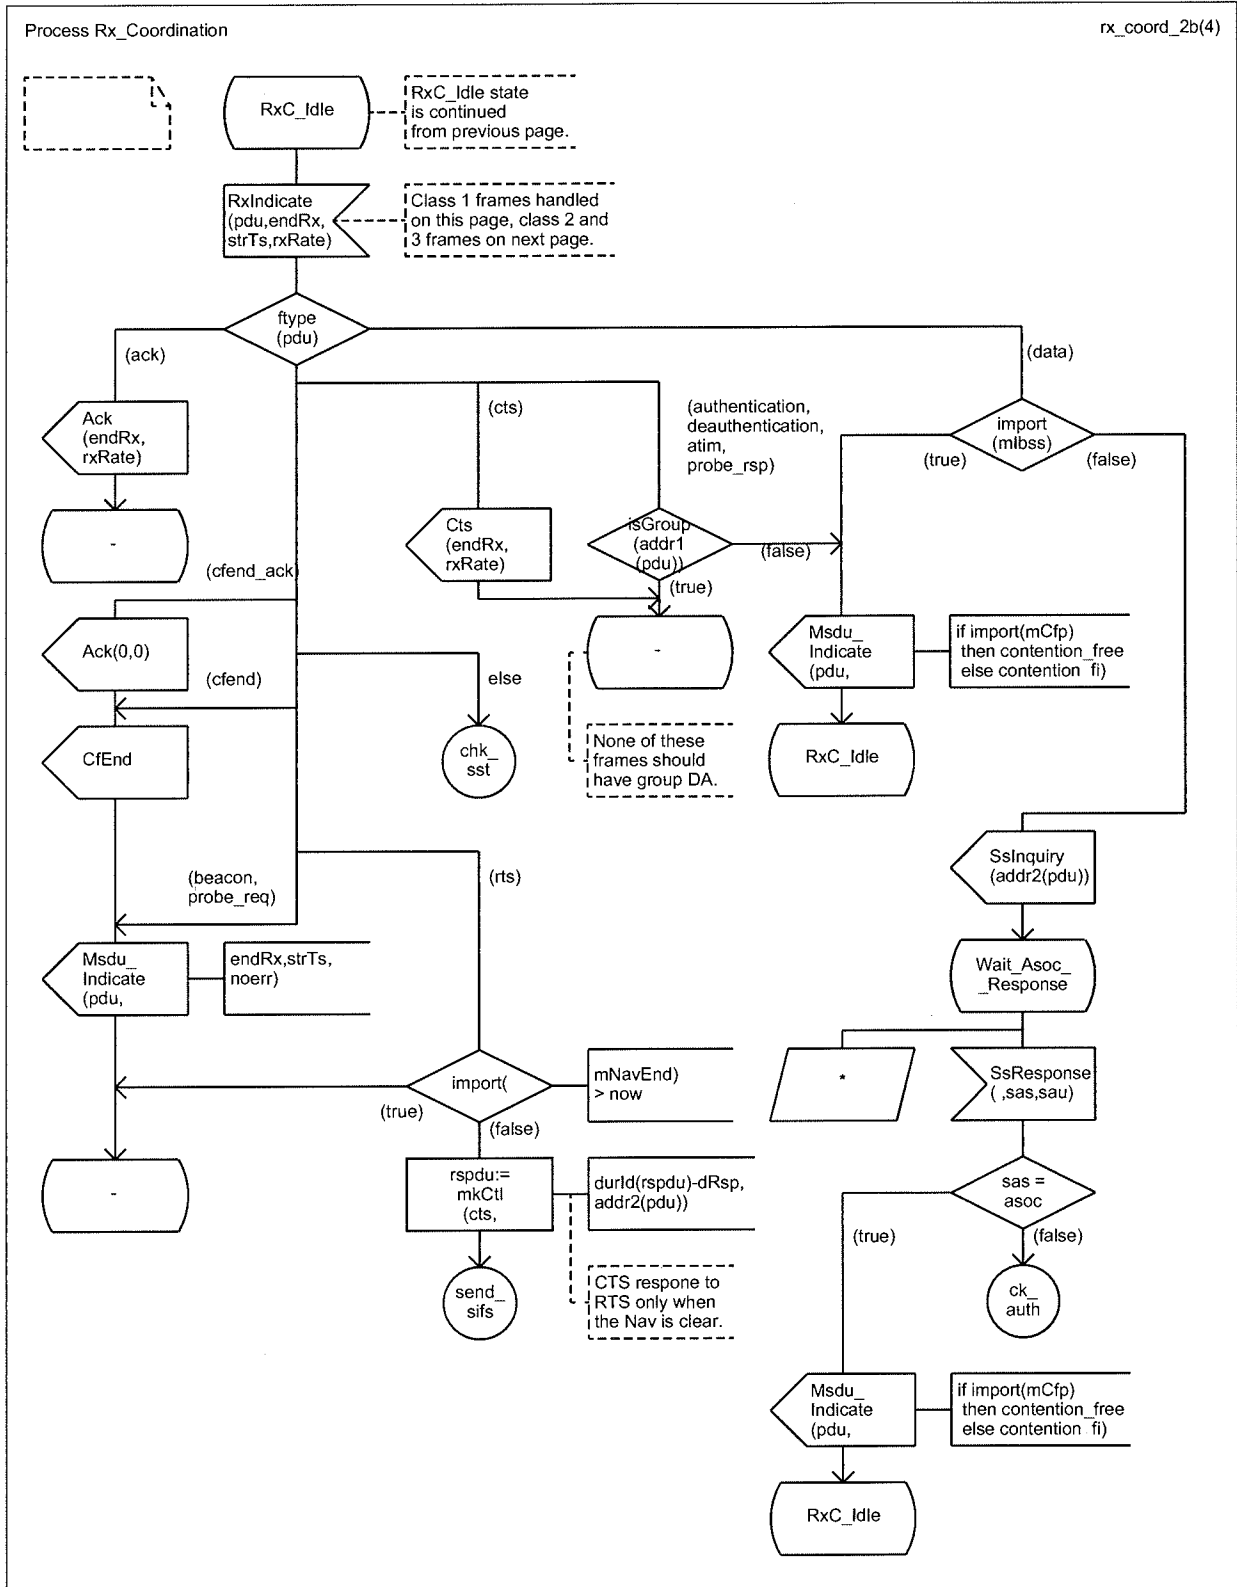 Process Rx_Coordination
rx_coord_2b(4)
RxC_Idle
RxC_Idle state
is continued
from previous page.
RxIndicate
(pdu,endRx,
strTs,rxRate)
Class 1 frames handled
on this page, class 2 and
3 frames on next page.
ftype
(pdu)
(ack)
(data)
Ack
(endRx,
rxRate)
-
(cts)
(authentication,
deauthentication,
atim,
probe_rsp)
import
(mIbss)
(true)
(false)
Cts
(endRx,
rxRate)
isGroup
(addr1
(pdu))
(false)
(true)
(cfend_ack)
Ack(0,0)
(cfend)
-
Msdu_
Indicate
(pdu,
if import(mCfp)
then contention_free
else contention_fi)
else
CfEnd
chk_
sst
None of these
frames should
have group DA.
RxC_Idle
SsInquiry
(addr2(pdu))
(beacon,
probe_req)
(rts)
Msdu_
Indicate
(pdu,
endRx,strTs,
noerr)
Wait_Asoc_
_Response
*
SsResponse
( ,sas,sau)
import(
mNavEnd)
> now
(true)
(false)
-
rspdu:=
mkCtl
(cts,
durId(rspdu)-dRsp,
addr2(pdu))
sas =
asoc
(true)
(false)
send_
sifs
CTS respone to
RTS only when
the Nav is clear.
ck_
auth
Msdu_
Indicate
(pdu,
if import(mCfp)
then contention_free
else contention_fi)
RxC_Idle